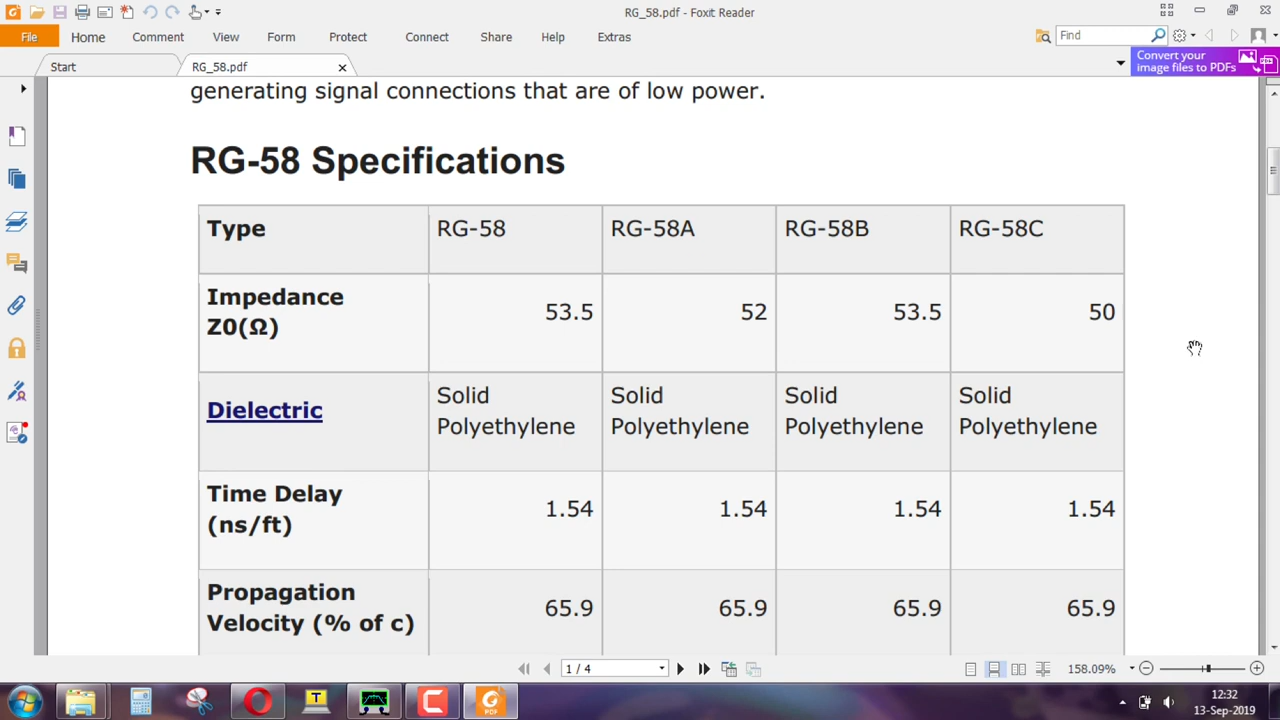 RG_58.pdf - Foxit Reader
File Home Comment View Form Protect Connect Share Help Extras Find
Start RG_58.pdf
Convert your
image files to PDFs
generating signal connections that are of low power.
RG-58 Specifications
Type RG-58 RG-58A RG-58B RG-58C
Impedance
Z0(Ω) 53.5 52 53.5 50
Dielectric
Solid Solid Solid Solid
Polyethylene Polyethylene Polyethylene Polyethylene
Time Delay
(ns/ft) 1.54 1.54 1.54 1.54
Propagation
Velocity (% of c) 65.9 65.9 65.9 65.9
1 / 4 158.09%
12:32
13-Sep-2019